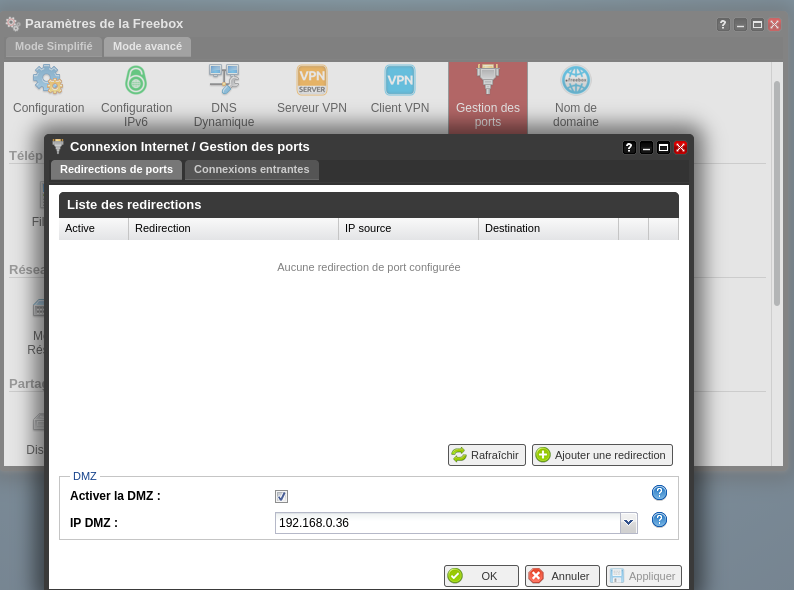 Paramètres de la Freebox
Mode Simplifié
Mode avancé
VPN
SERVER
VPN
Configuration
Configuration
IPv6
DNS
Dynamique
Serveur VPN
Client VPN
Gestion des
ports
Nom de
domaine
Télép
Fil
Résea
Mo
Rés
Partag
Dis
Connexion Internet / Gestion des ports
Redirections de ports
Connexions entrantes
Liste des redirections
Active
Redirection
IP source
Destination
Aucune redirection de port configurée
Rafraîchir
Ajouter une redirection
DMZ
Activer la DMZ :
IP DMZ :
192.168.0.36
OK
Annuler
Appliquer